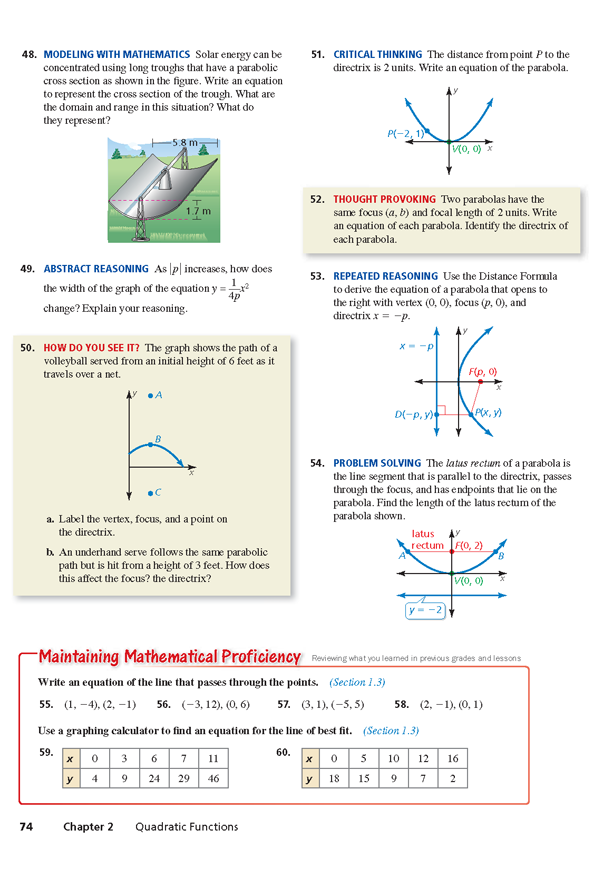 48. MODELING WITH MATHEMATICS Solar energy can be
concentrated using long troughs that have a parabolic
cross section as shown in the figure. Write an equation
to represent the cross section of the trough. What are
the domain and range in this situation? What do
they represent?
5.8 m
1.7 m
49. ABSTRACT REASONING As |p| increases, how does
the width of the graph of the equation y = 1/4p x²
change? Explain your reasoning.
50. HOW DO YOU SEE IT? The graph shows the path of a
volleyball served from an initial height of 6 feet as it
travels over a net.
y
A
B
x
C
a. Label the vertex, focus, and a point on
the directrix.
b. An underhand serve follows the same parabolic
path but is hit from a height of 3 feet. How does
this affect the focus? the directrix?
51. CRITICAL THINKING The distance from point P to the
directrix is 2 units. Write an equation of the parabola.
y
P(−2, 1)
V(0, 0) x
52. THOUGHT PROVOKING Two parabolas have the
same focus (a, b) and focal length of 2 units. Write
an equation of each parabola. Identify the directrix of
each parabola.
53. REPEATED REASONING Use the Distance Formula
to derive the equation of a parabola that opens to
the right with vertex (0, 0), focus (p, 0), and
directrix x = −p.
y
x = −p
F(p, 0)
x
D(−p, y) P(x, y)
54. PROBLEM SOLVING The latus rectum of a parabola is
the line segment that is parallel to the directrix, passes
through the focus, and has endpoints that lie on the
parabola. Find the length of the latus rectum of the
parabola shown.
latus y
rectum F(0, 2)
A B
V(0, 0) x
y = −2
Maintaining Mathematical Proficiency Reviewing what you learned in previous grades and lessons
Write an equation of the line that passes through the points. (Section 1.3)
55. (1, −4), (2, −1) 56. (−3, 12), (0, 6) 57. (3, 1), (−5, 5) 58. (2, −1), (0, 1)
Use a graphing calculator to find an equation for the line of best fit. (Section 1.3)
59. x 0 3 6 7 11
y 4 9 24 29 46
60. x 0 5 10 12 16
y 18 15 9 7 2
74 Chapter 2 Quadratic Functions